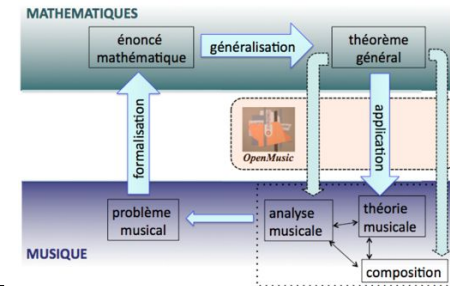 MATHEMATIQUES
énoncé
mathématique
généralisation
théorème
général
formalisation
OpenMusic
application
problème
musical
analyse
musicale
théorie
musicale
MUSIQUE
composition